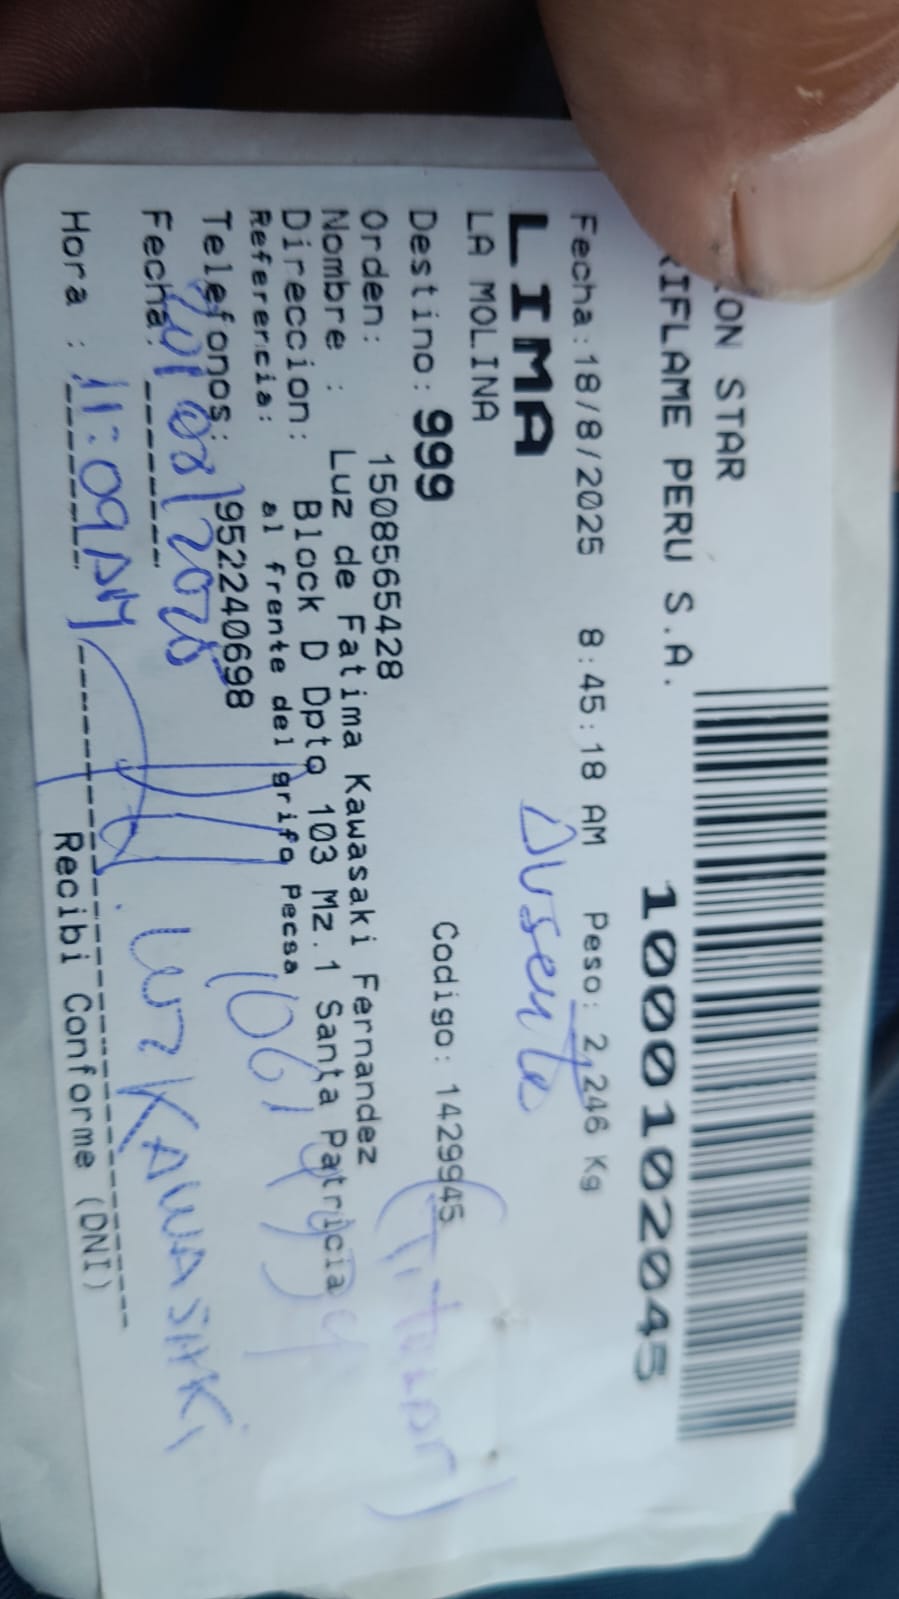 ON STAR
IFLAME PERU S.A.
1000102045
Fecha:18/8/2025 8:45:18 AM Peso: 2,246 Kg
LIMA
Ausente
LA MOLINA
Destino: 999 Codigo: 1429945
(Titular)
Orden: 1508565428
Nombre : Luz de Fatima Kawasaki Fernandez
Direccion: Block D Dpto 103 Mz.1 Santa Patricia
Referencia: al frente del grifo Pecsa
Telefonos: 952240698
Fecha: 08/2025
LUZ KAWASAKI
Hora : 11:09AM
Recibi Conforme (DNI)